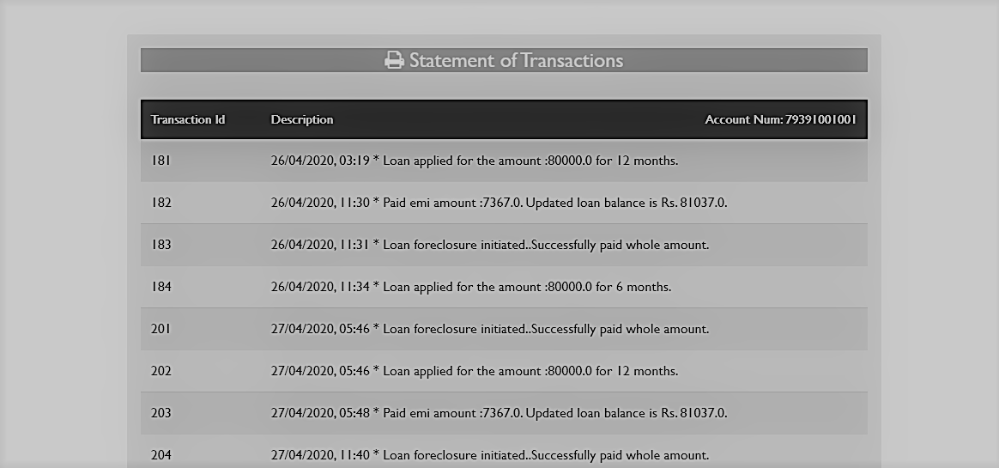 Statement of Transactions
Transaction Id Description Account Num: 79391001001
181 26/04/2020, 03:19 * Loan applied for the amount :80000.0 for 12 months.
182 26/04/2020, 11:30 * Paid emi amount :7367.0. Updated loan balance is Rs. 81037.0.
183 26/04/2020, 11:31 * Loan foreclosure initiated..Successfully paid whole amount.
184 26/04/2020, 11:34 * Loan applied for the amount :80000.0 for 6 months.
201 27/04/2020, 05:46 * Loan foreclosure initiated..Successfully paid whole amount.
202 27/04/2020, 05:46 * Loan applied for the amount :80000.0 for 12 months.
203 27/04/2020, 05:48 * Paid emi amount :7367.0. Updated loan balance is Rs. 81037.0.
204 27/04/2020, 11:40 * Loan foreclosure initiated..Successfully paid whole amount.